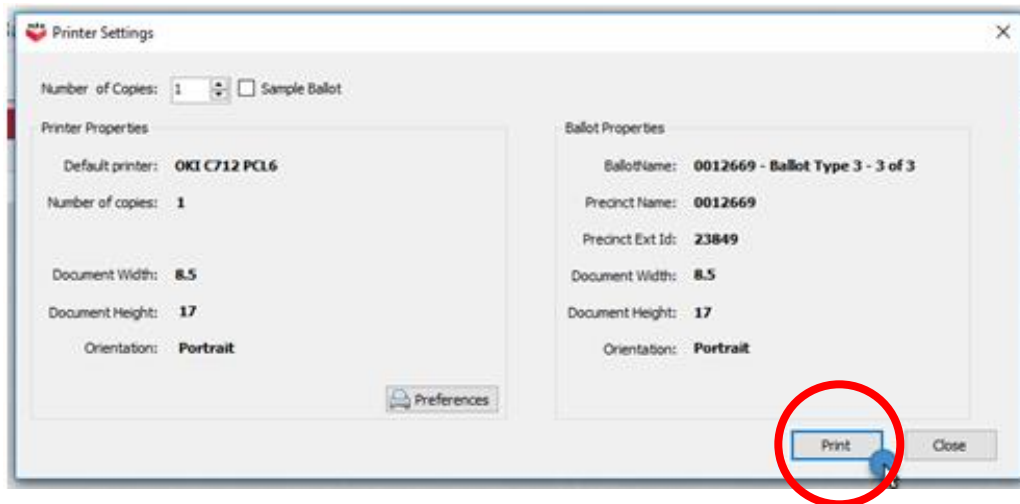 Printer Settings
Number of Copies: 1 Sample Ballot
Printer Properties
Default printer: OKI C712 PCL6
Number of copies: 1
Document Width: 8.5
Document Height: 17
Orientation: Portrait
Preferences
Ballot Properties
BallotName: 0012669 - Ballot Type 3 - 3 of 3
Precinct Name: 0012669
Precinct Ext Id: 23849
Document Width: 8.5
Document Height: 17
Orientation: Portrait
Print Close